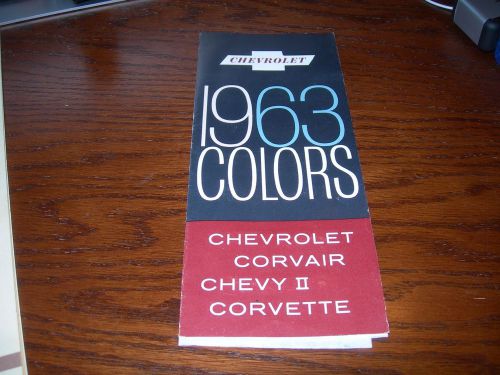 CHEVROLET
1963
COLORS
CHEVROLET
CORVAIR
CHEVY II
CORVETTE